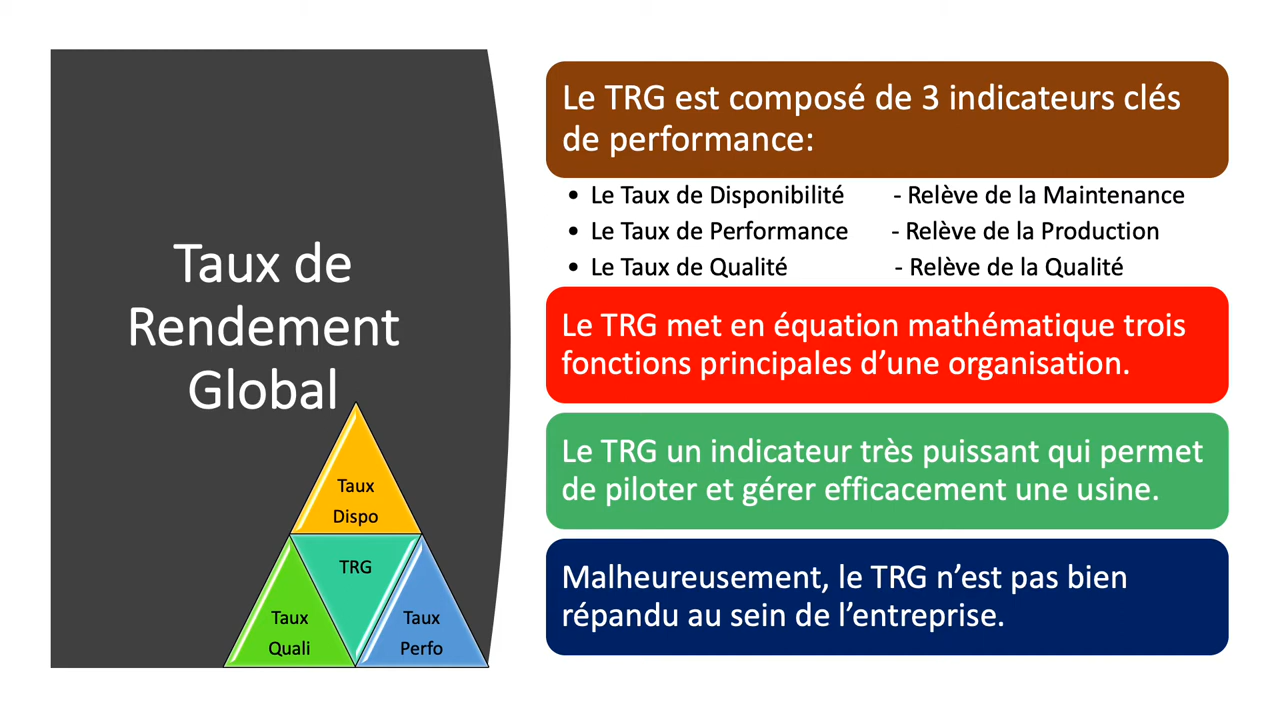 Taux de
Rendement
Global
Taux
Dispo
TRG
Taux
Quali
Taux
Perfo
Le TRG est composé de 3 indicateurs clés
de performance:
• Le Taux de Disponibilité - Relève de la Maintenance
• Le Taux de Performance - Relève de la Production
• Le Taux de Qualité - Relève de la Qualité
Le TRG met en équation mathématique trois
fonctions principales d’une organisation.
Le TRG un indicateur très puissant qui permet
de piloter et gérer efficacement une usine.
Malheureusement, le TRG n’est pas bien
répandu au sein de l’entreprise.